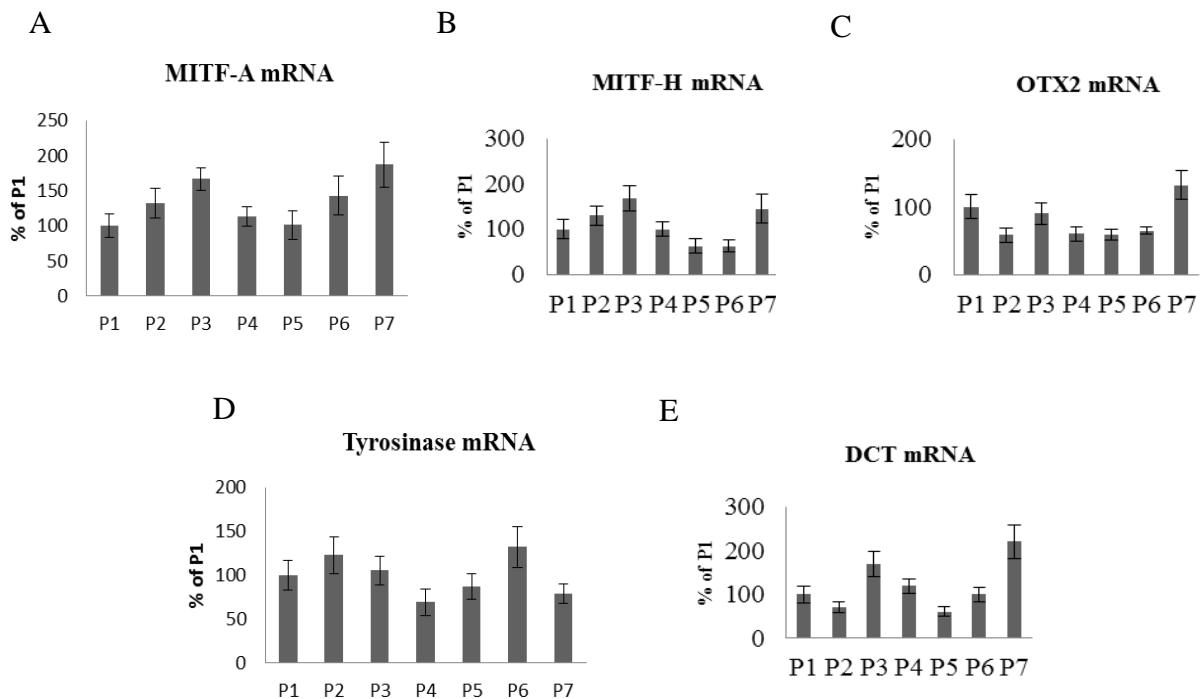 A
MITF-A mRNA
% of P1
250
200
150
100
50
0
P1 P2 P3 P4 P5 P6 P7
B
MITF-H mRNA
% of P1
300
200
100
0
P1 P2 P3 P4 P5 P6 P7
C
OTX2 mRNA
% of P1
200
100
0
P1 P2 P3 P4 P5 P6 P7
D
Tyrosinase mRNA
% of P1
200
150
100
50
0
P1 P2 P3 P4 P5 P6 P7
E
DCT mRNA
% of P1
300
200
100
0
P1 P2 P3 P4 P5 P6 P7